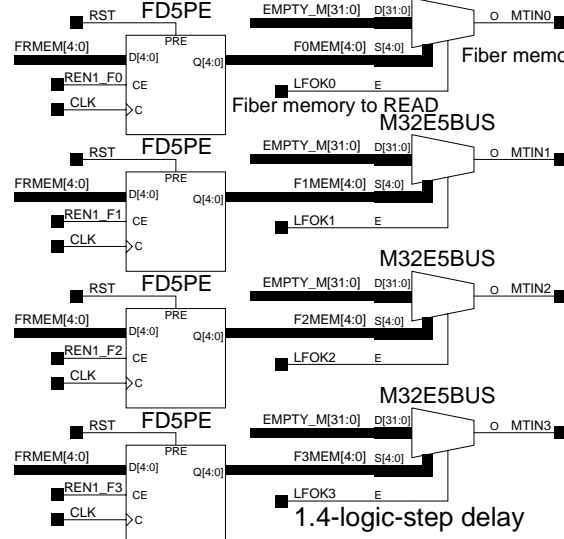 RST FD5PE EMPTY_M[31:0] D[31:0] O MTIN0
PRE
FRMEM[4:0] D[4:0] Q[4:0] F0MEM[4:0] S[4:0] Fiber memo
REN1_F0 CE LFOK0 E
CLK C Fiber memory to READ
M32E5BUS
RST FD5PE EMPTY_M[31:0] D[31:0] O MTIN1
PRE
FRMEM[4:0] D[4:0] Q[4:0] F1MEM[4:0] S[4:0]
REN1_F1 CE LFOK1 E
CLK C
M32E5BUS
RST FD5PE EMPTY_M[31:0] D[31:0] O MTIN2
PRE
FRMEM[4:0] D[4:0] Q[4:0] F2MEM[4:0] S[4:0]
REN1_F2 CE LFOK2 E
CLK C
M32E5BUS
RST FD5PE EMPTY_M[31:0] D[31:0] O MTIN3
PRE
FRMEM[4:0] D[4:0] Q[4:0] F3MEM[4:0] S[4:0]
REN1_F3 CE LFOK3 E
CLK C 1.4-logic-step delay